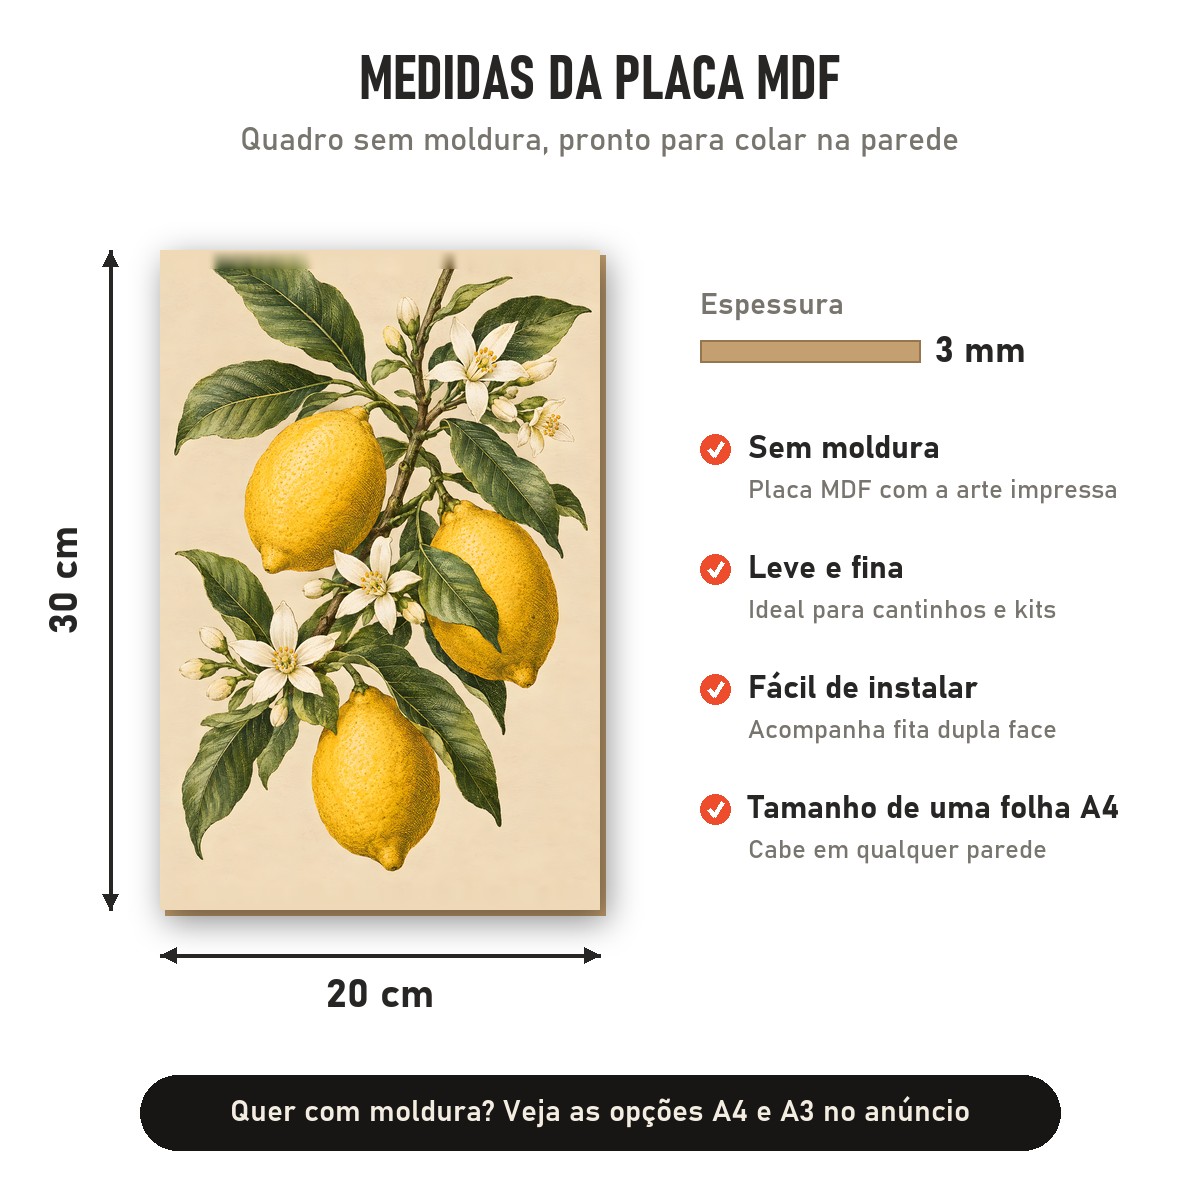 MEDIDAS DA PLACA MDF
Quadro sem moldura, pronto para colar na parede
Espessura
3 mm
Sem moldura
Placa MDF com a arte impressa
Leve e fina
Ideal para cantinhos e kits
Fácil de instalar
Acompanha fita dupla face
Tamanho de uma folha A4
Cabe em qualquer parede
30 cm
20 cm
Quer com moldura? Veja as opções A4 e A3 no anúncio